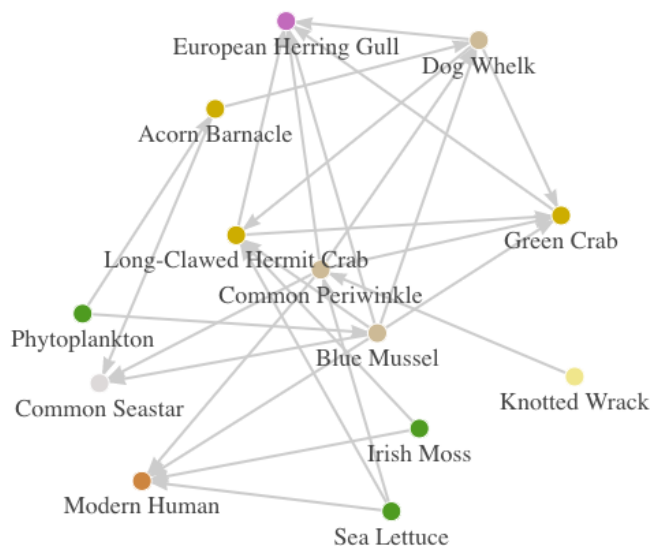 European Herring Gull
Dog Whelk
Acorn Barnacle
Green Crab
Long-Clawed Hermit Crab
Common Periwinkle
Phytoplankton
Blue Mussel
Common Seastar
Knotted Wrack
Irish Moss
Modern Human
Sea Lettuce